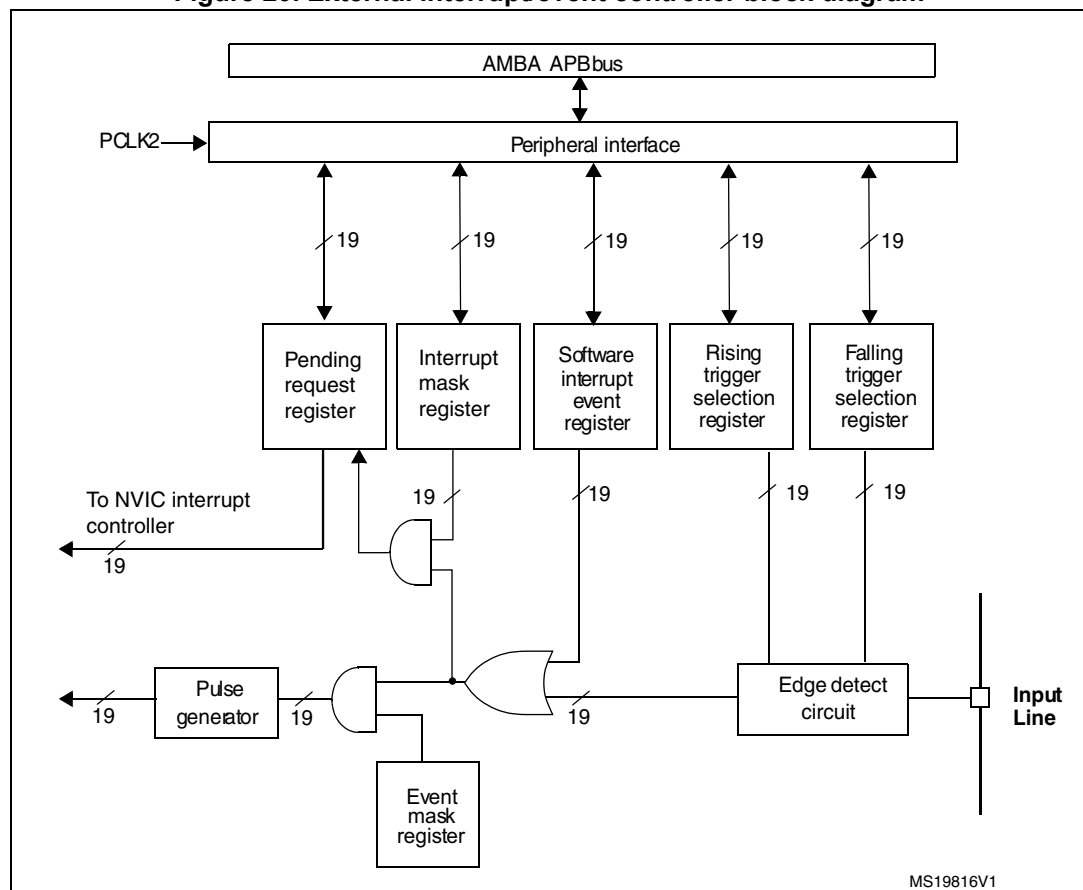 AMBA APB bus
PCLK2
Peripheral interface
19
19
19
19
19
Pending
request
register
Interrupt
mask
register
Software
interrupt
event
register
Rising
trigger
selection
register
Falling
trigger
selection
register
To NVIC interrupt
controller
19
19
19
19
19
Pulse
generator
19
19
19
Edge detect
circuit
Input
Line
Event
mask
register
MS19816V1